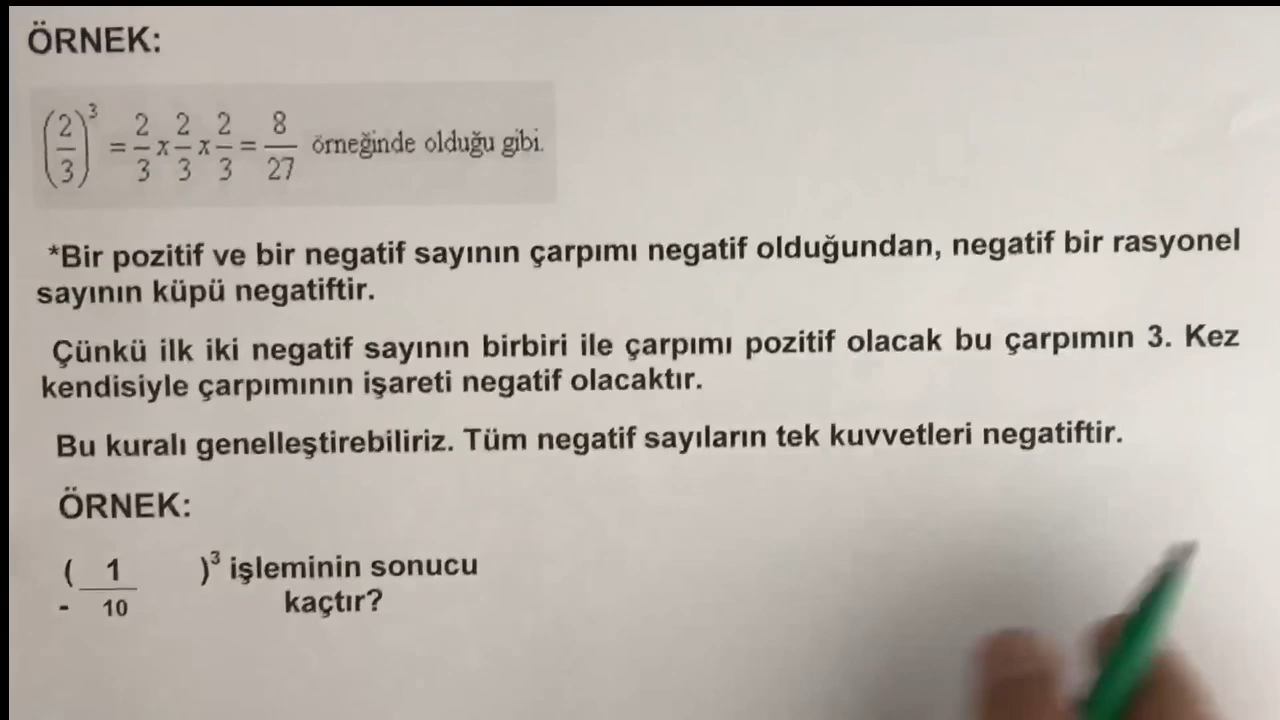 ÖRNEK:
(2/3)³ = 2/3 x 2/3 x 2/3 = 8/27 örneğinde olduğu gibi.
*Bir pozitif ve bir negatif sayının çarpımı negatif olduğundan, negatif bir rasyonel
sayının küpü negatiftir.
Çünkü ilk iki negatif sayının birbiri ile çarpımı pozitif olacak bu çarpımın 3. Kez
kendisiyle çarpımının işareti negatif olacaktır.
Bu kuralı genelleştirebiliriz. Tüm negatif sayıların tek kuvvetleri negatiftir.
ÖRNEK:
( 1 )³ işleminin sonucu
- 10 kaçtır?